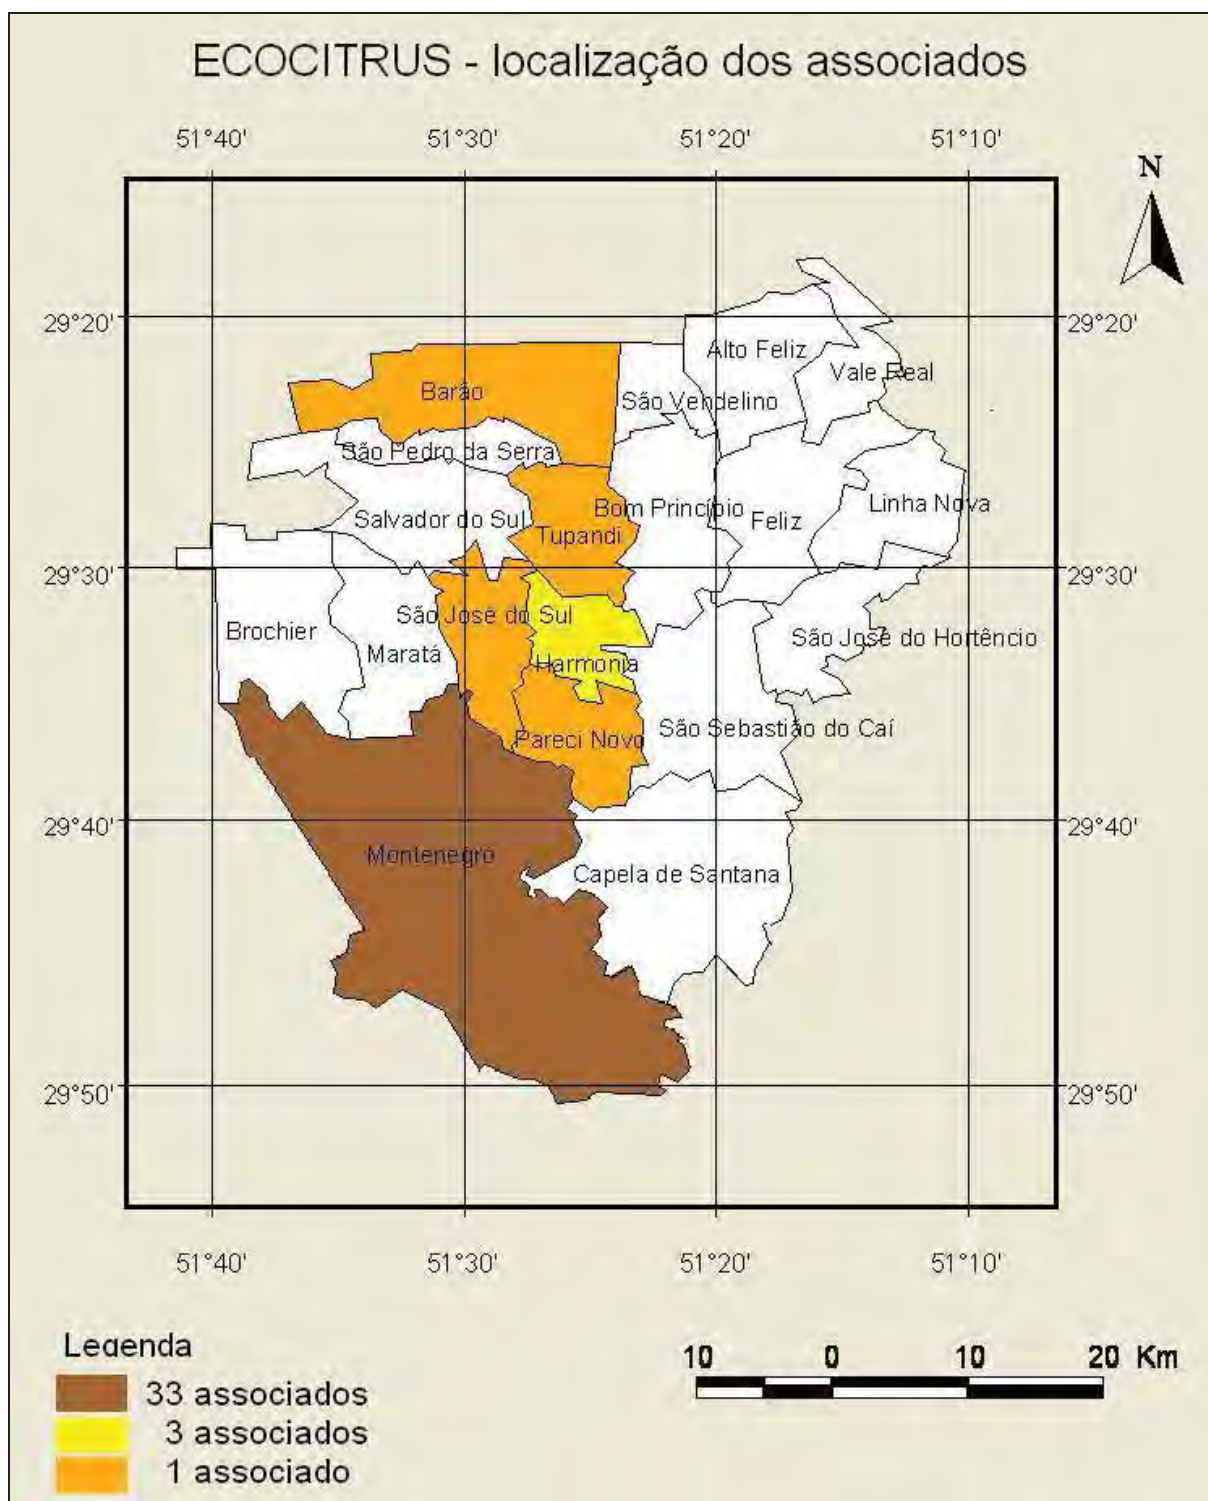 ECOCITRUS - localização dos associados
51°40' 51°30' 51°20' 51°10'
N
29°20' 29°20'
Alto Feliz
Vale Real
Barão
São Vendelino
São Pedro da Serra
Linha Nova
Bom Princípio
Salvador do Sul
Feliz
Tupandi
29°30' 29°30'
São José do Sul
Brochier
São José do Hortêncio
Maratá
Harmonia
São Sebastião do Caí
Pareci Novo
29°40' 29°40'
Montenegro
Capela de Santana
29°50' 29°50'
51°40' 51°30' 51°20' 51°10'
Legenda
10 0 10 20 Km
33 associados
3 associados
1 associado